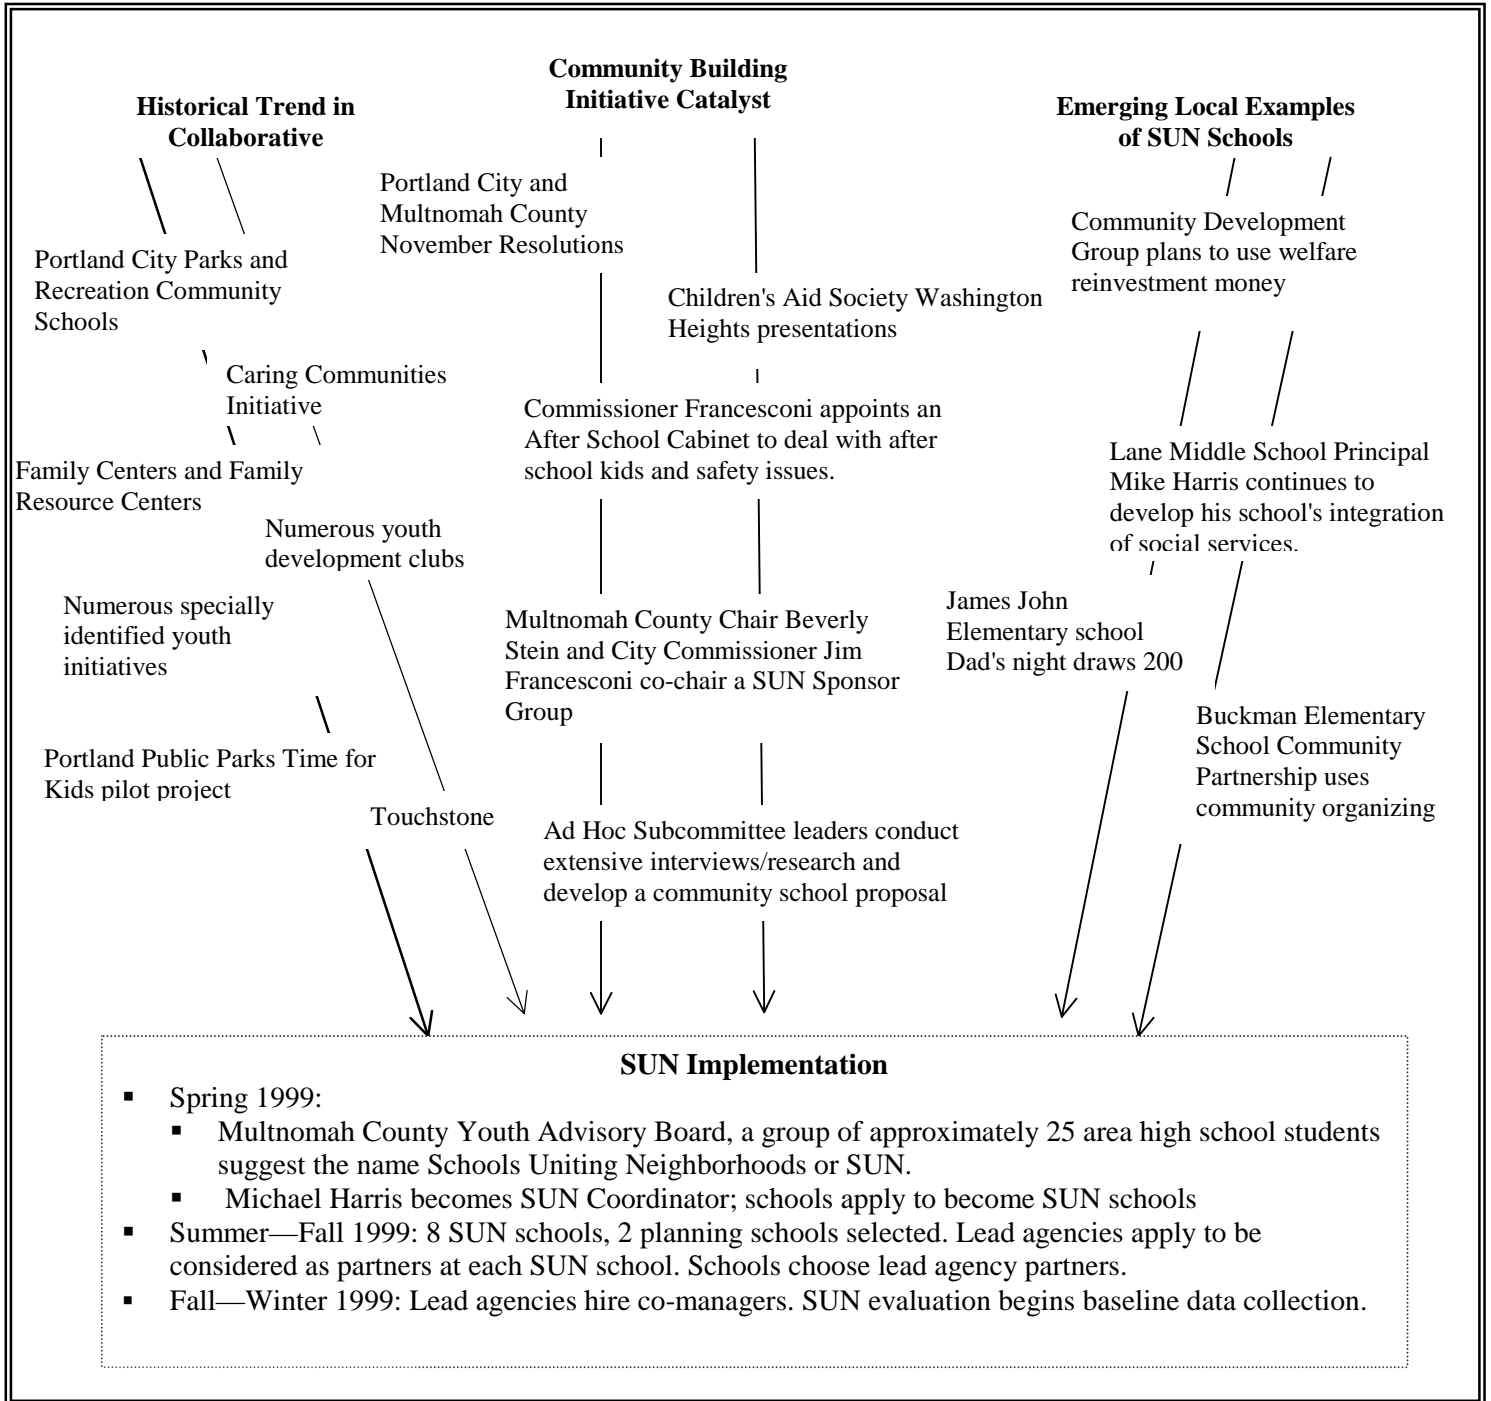 Historical Trend in
Collaborative
Portland City Parks and
Recreation Community
Schools
Caring Communities
Initiative
Family Centers and Family
Resource Centers
Numerous youth
development clubs
Numerous specially
identified youth
initiatives
Portland Public Parks Time for
Kids pilot project
Touchstone
Community Building
Initiative Catalyst
Portland City and
Multnomah County
November Resolutions
Children's Aid Society Washington
Heights presentations
Commissioner Francesconi appoints an
After School Cabinet to deal with after
school kids and safety issues.
Multnomah County Chair Beverly
Stein and City Commissioner Jim
Francesconi co-chair a SUN Sponsor
Group
Ad Hoc Subcommittee leaders conduct
extensive interviews/research and
develop a community school proposal
Emerging Local Examples
of SUN Schools
Community Development
Group plans to use welfare
reinvestment money
Lane Middle School Principal
Mike Harris continues to
develop his school's integration
of social services.
James John
Elementary school
Dad's night draws 200
Buckman Elementary
School Community
Partnership uses
community organizing
SUN Implementation
▪ Spring 1999:
▪ Multnomah County Youth Advisory Board, a group of approximately 25 area high school students
suggest the name Schools Uniting Neighborhoods or SUN.
▪ Michael Harris becomes SUN Coordinator; schools apply to become SUN schools
▪ Summer—Fall 1999: 8 SUN schools, 2 planning schools selected. Lead agencies apply to be
considered as partners at each SUN school. Schools choose lead agency partners.
▪ Fall—Winter 1999: Lead agencies hire co-managers. SUN evaluation begins baseline data collection.